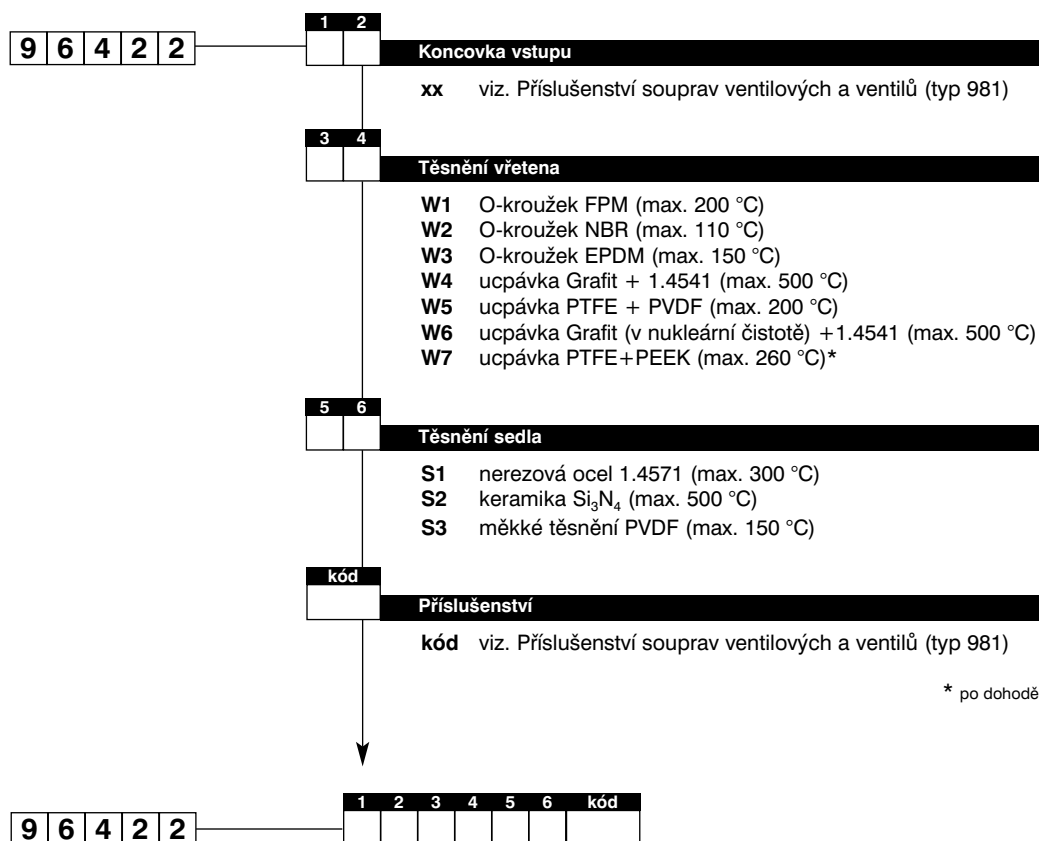 1 2
9 6 4 2 2
Koncovka vstupu
xx viz. Příslušenství souprav ventilových a ventilů (typ 981)
3 4
Těsnění vřetena
W1 O-kroužek FPM (max. 200 °C)
W2 O-kroužek NBR (max. 110 °C)
W3 O-kroužek EPDM (max. 150 °C)
W4 ucpávka Grafit + 1.4541 (max. 500 °C)
W5 ucpávka PTFE + PVDF (max. 200 °C)
W6 ucpávka Grafit (v nukleární čistotě) +1.4541 (max. 500 °C)
W7 ucpávka PTFE+PEEK (max. 260 °C)*
5 6
Těsnění sedla
S1 nerezová ocel 1.4571 (max. 300 °C)
S2 keramika Si₃N₄ (max. 500 °C)
S3 měkké těsnění PVDF (max. 150 °C)
kód
Příslušenství
kód viz. Příslušenství souprav ventilových a ventilů (typ 981)
* po dohodě
1 2 3 4 5 6 kód
9 6 4 2 2